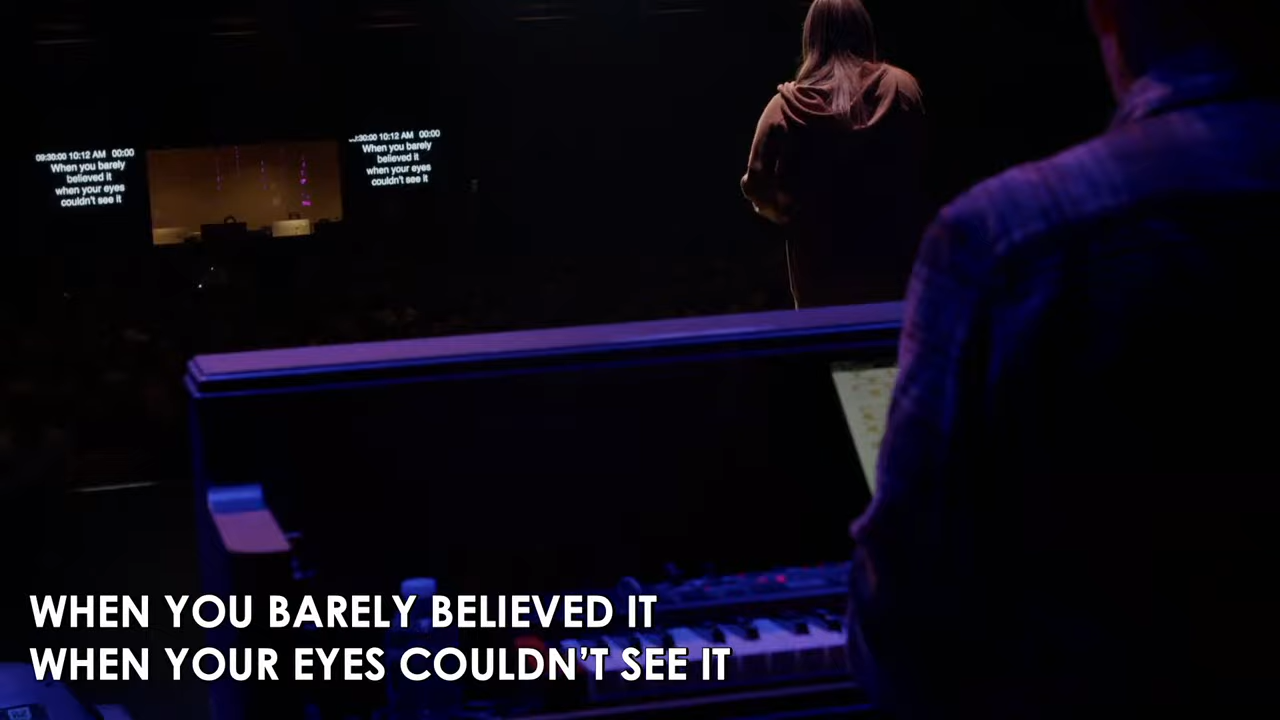 09:30:00 10:12 AM 00:00
When you barely
believed it
when your eyes
couldn't see it
:30:00 10:12 AM 00:00
When you barely
believed it
when your eyes
couldn't see it
WHEN YOU BARELY BELIEVED IT
WHEN YOUR EYES COULDN'T SEE IT